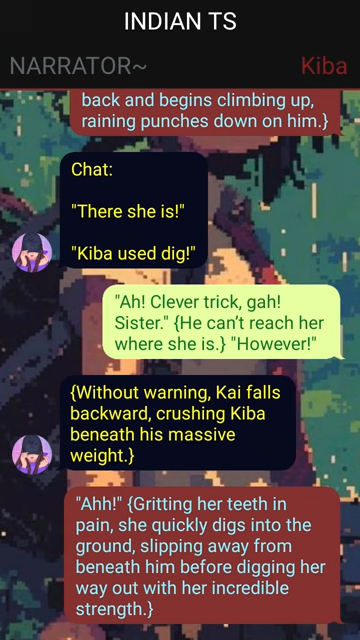 INDIAN TS
NARRATOR~
Kiba
back and begins climbing up,
raining punches down on him.}
Chat:
"There she is!"
"Kiba used dig!"
"Ah! Clever trick, gah!
Sister." {He can't reach her
where she is.} "However!"
{Without warning, Kai falls
backward, crushing Kiba
beneath his massive
weight.}
"Ahh!" {Gritting her teeth in
pain, she quickly digs into the
ground, slipping away from
beneath him before digging her
way out with her incredible
strength.}